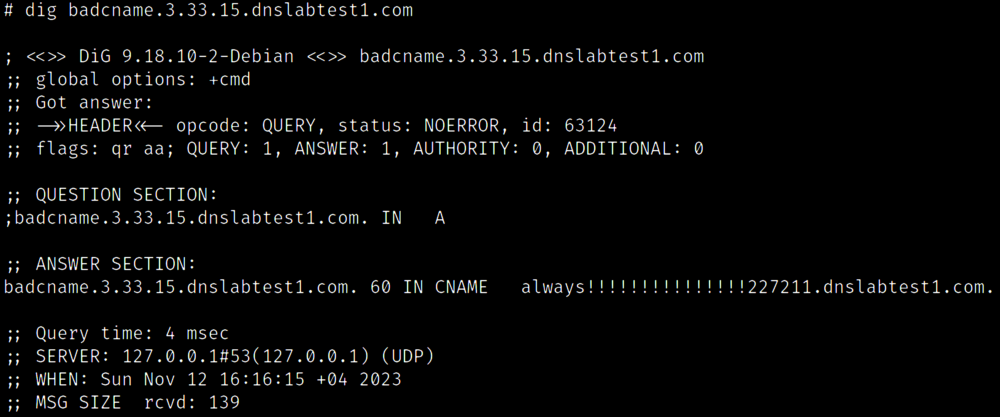 # dig badcname.3.33.15.dnslabtest1.com
; <<>> DiG 9.18.10-2-Debian <<>> badcname.3.33.15.dnslabtest1.com
;; global options: +cmd
;; Got answer:
;; ->>HEADER<<- opcode: QUERY, status: NOERROR, id: 63124
;; flags: qr aa; QUERY: 1, ANSWER: 1, AUTHORITY: 0, ADDITIONAL: 0
;; QUESTION SECTION:
;badcname.3.33.15.dnslabtest1.com. IN   A
;; ANSWER SECTION:
badcname.3.33.15.dnslabtest1.com. 60 IN CNAME   always!!!!!!!!!!!!!!!227211.dnslabtest1.com.
;; Query time: 4 msec
;; SERVER: 127.0.0.1#53(127.0.0.1) (UDP)
;; WHEN: Sun Nov 12 16:16:15 +04 2023
;; MSG SIZE  rcvd: 139